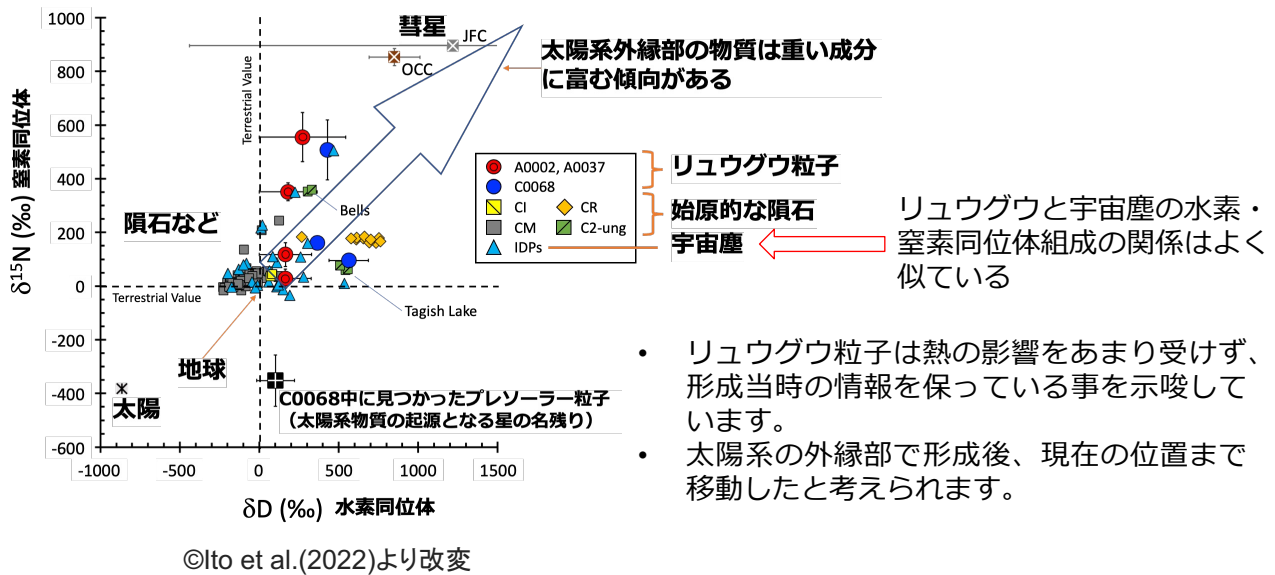 1000
800
600
400
200
0
-200
-400
-600
-1000
-500
0
500
1000
1500
δ15N (‰) 窒素同位体
δD (‰) 水素同位体
Terrestrial Value
Terrestrial Value
彗星
JFC
OCC
太陽系外縁部の物質は重い成分
に富む傾向がある
A0002, A0037
C0068
CI
CR
CM
C2-ung
IDPs
リュウグウ粒子
始原的な隕石
宇宙塵
リュウグウと宇宙塵の水素・
窒素同位体組成の関係はよく
似ている
隕石など
Bells
Tagish Lake
地球
太陽
C0068中に見つかったプレソーラー粒子
（太陽系物質の起源となる星の名残り）
• リュウグウ粒子は熱の影響をあまり受けず、
形成当時の情報を保っている事を示唆して
います。
• 太陽系の外縁部で形成後、現在の位置まで
移動したと考えられます。
©Ito et al.(2022)より改変